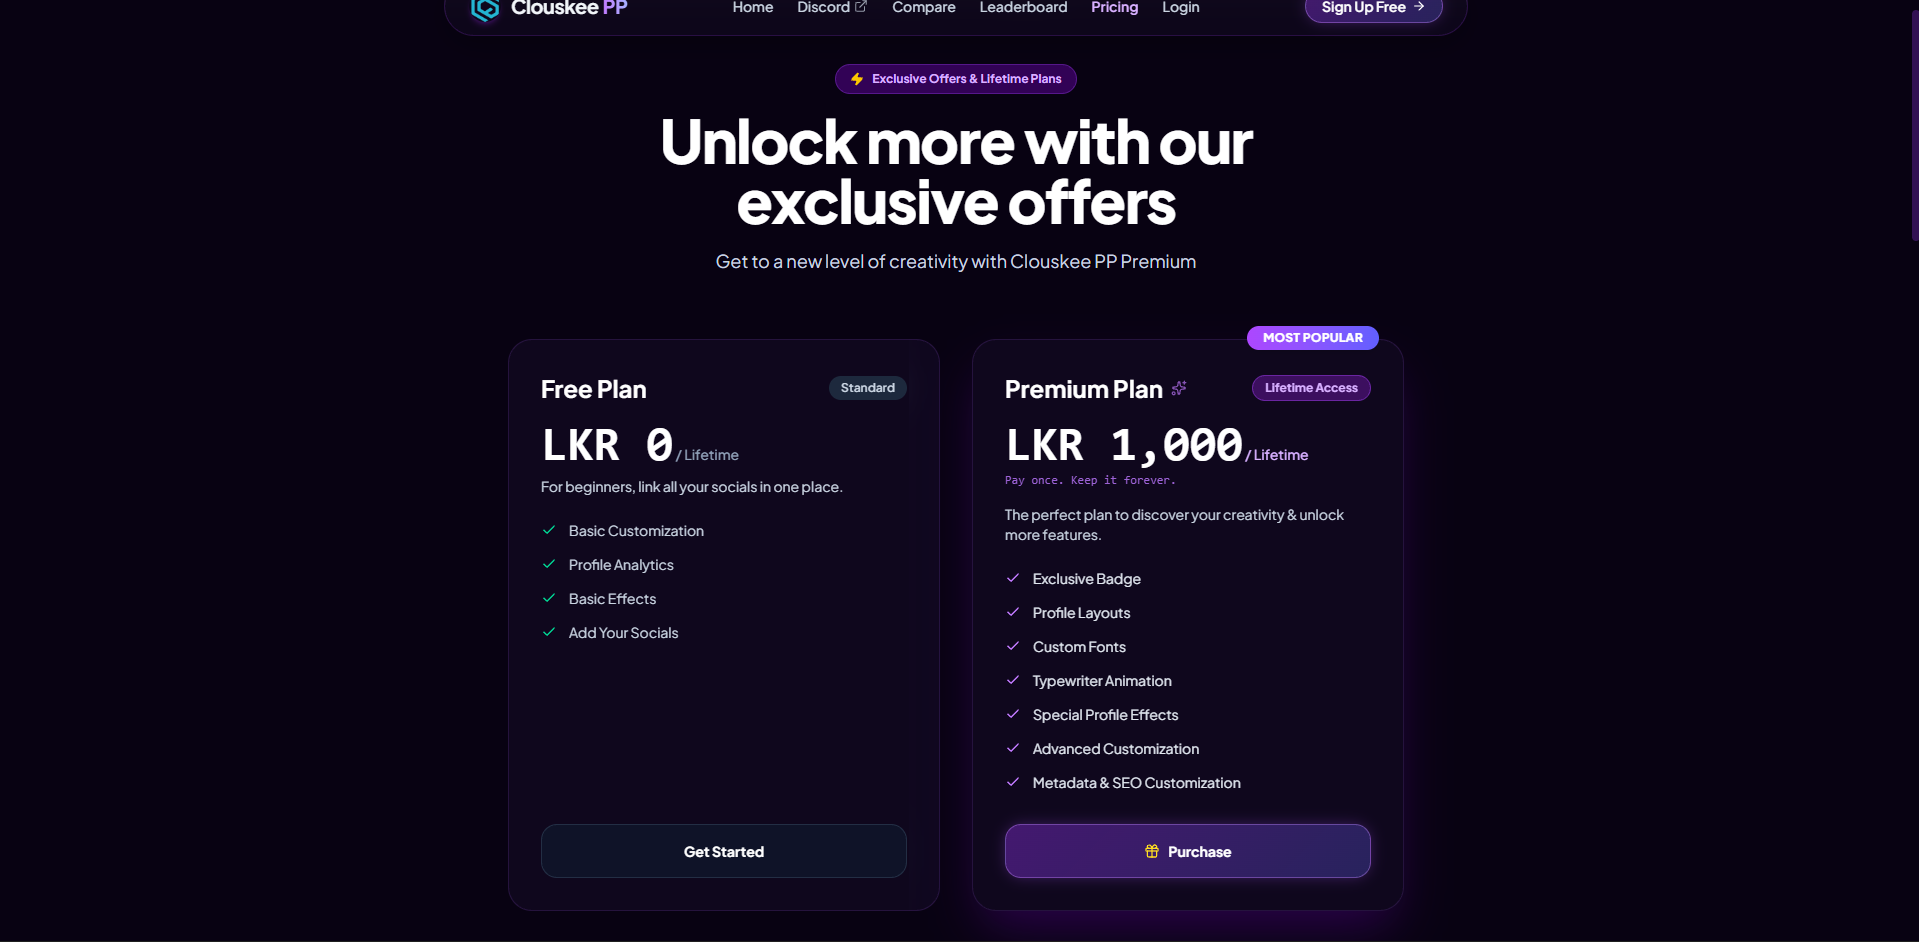 Clouskee PP
Home
Discord
Compare
Leaderboard
Pricing
Login
Sign Up Free
Exclusive Offers & Lifetime Plans
Unlock more with our
exclusive offers
Get to a new level of creativity with Clouskee PP Premium
Free Plan
Standard
LKR 0 / Lifetime
For beginners, link all your socials in one place.
Basic Customization
Profile Analytics
Basic Effects
Add Your Socials
Get Started
MOST POPULAR
Premium Plan
Lifetime Access
LKR 1,000 / Lifetime
Pay once. Keep it forever.
The perfect plan to discover your creativity & unlock
more features.
Exclusive Badge
Profile Layouts
Custom Fonts
Typewriter Animation
Special Profile Effects
Advanced Customization
Metadata & SEO Customization
Purchase